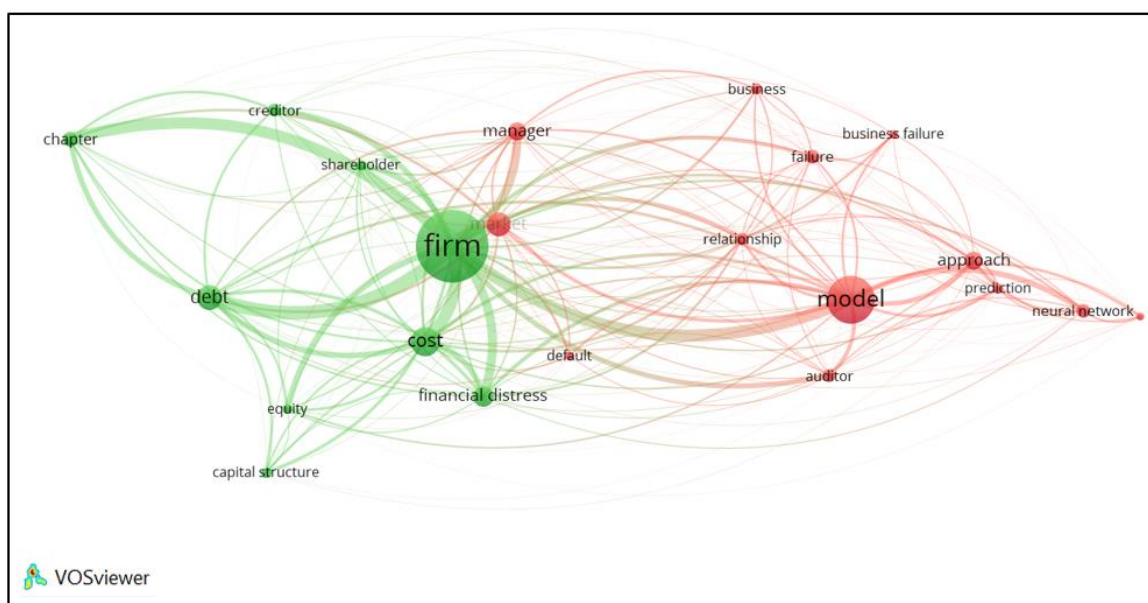 business
creditor
manager
business failure
chapter
failure
shareholder
market
relationship
firm
approach
prediction
debt
model
neural network
cost
default
auditor
financial distress
equity
capital structure
VOSviewer